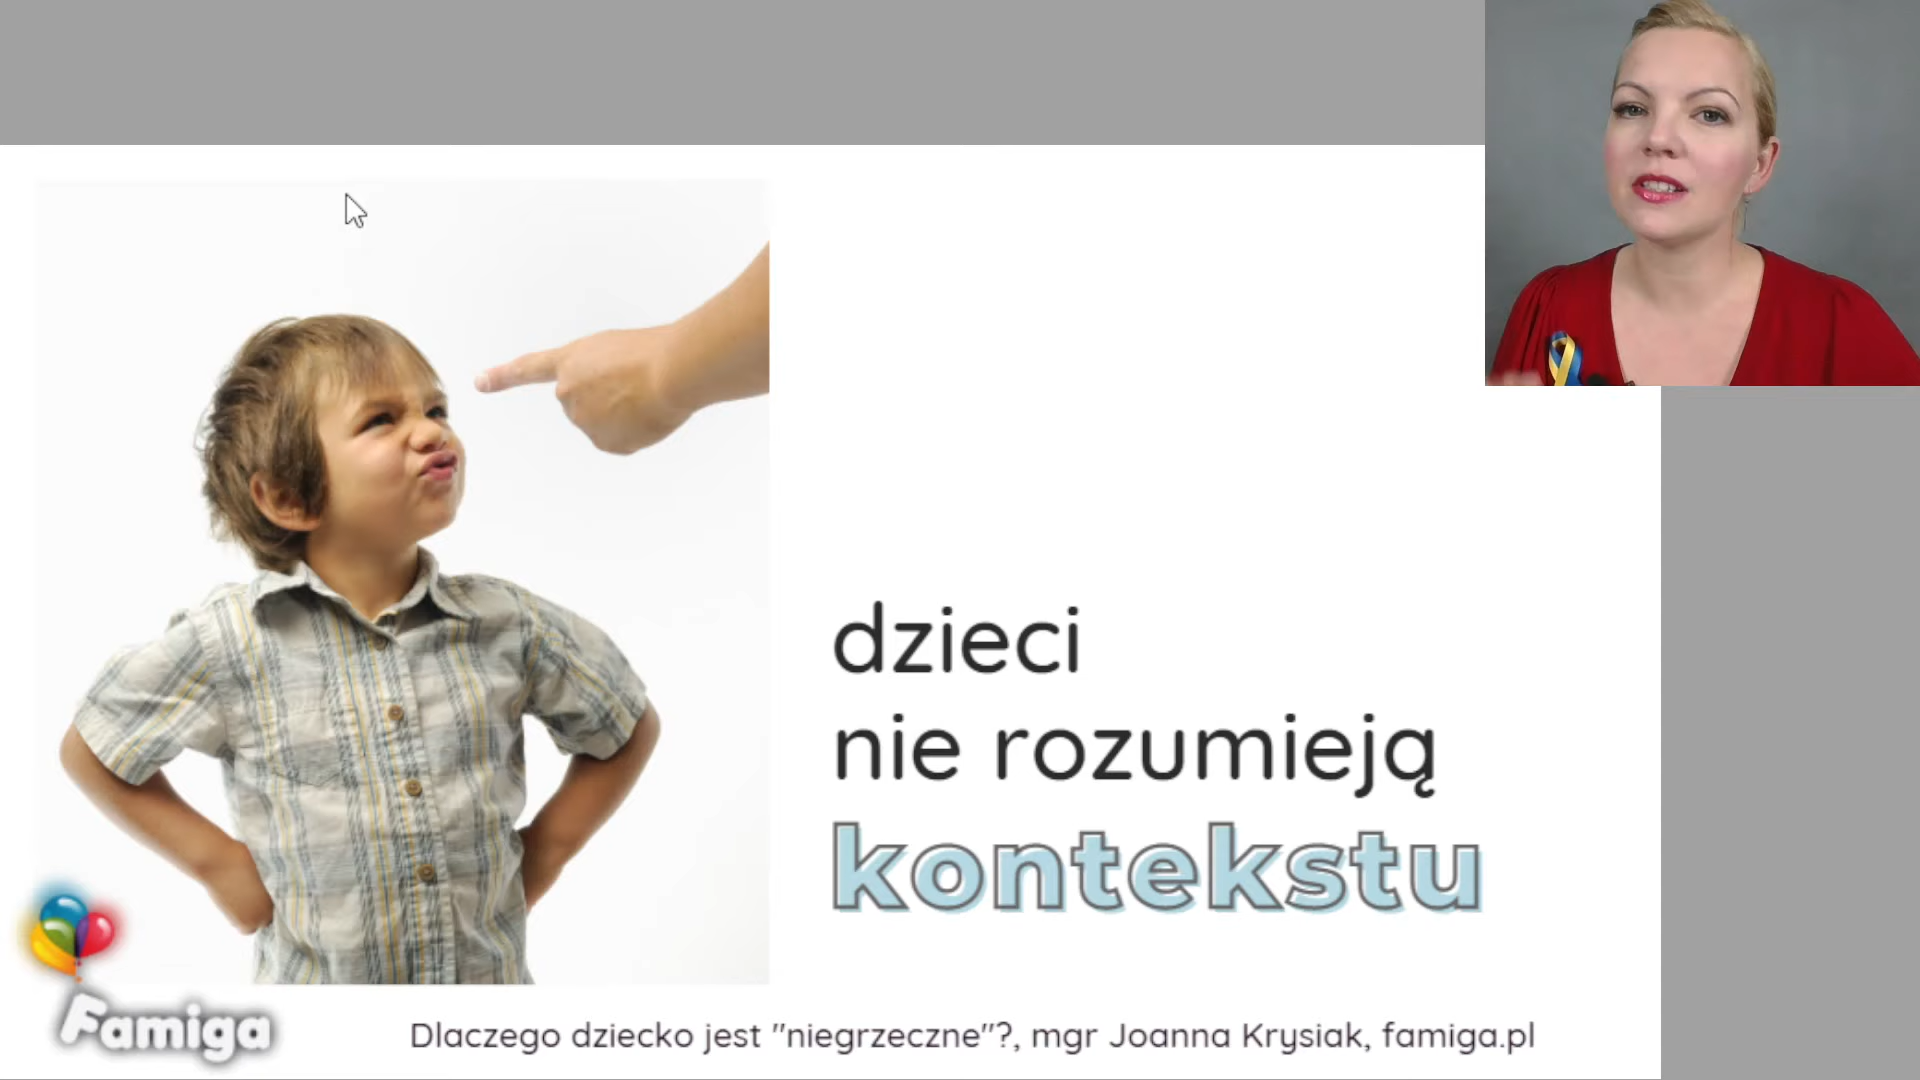 dzieci
nie rozumieją
kontekstu
Famiga
Dlaczego dziecko jest "niegrzeczne"?, mgr Joanna Krysiak, famiga.pl